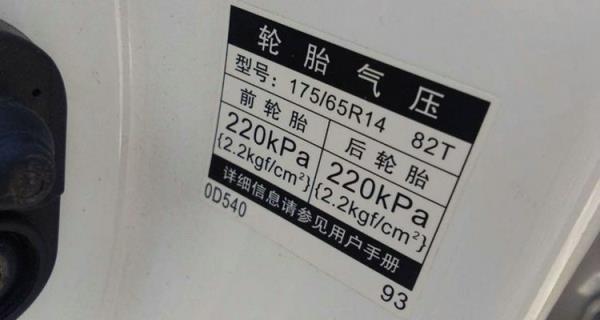 轮胎气压
型号：175/65R14 82T
前轮胎
220kPa
{2.2kgf/cm²}
后轮胎
220kPa
{2.2kgf/cm²}
详细信息请参见用户手册
0D540
93